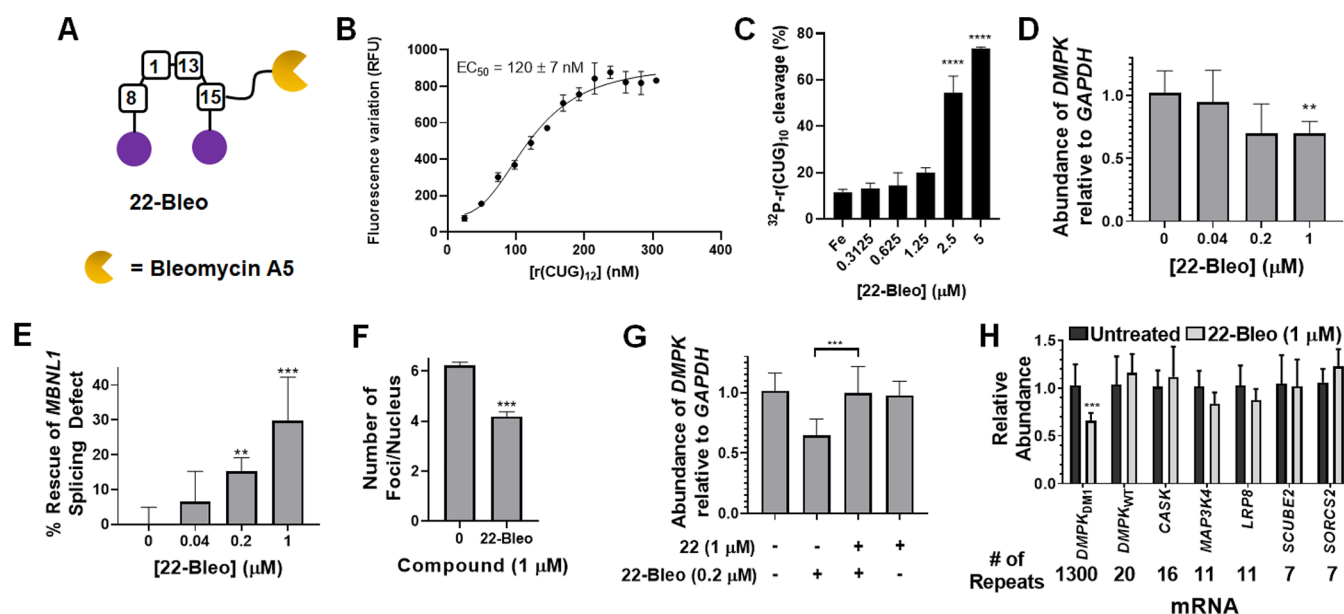 A
8
1
13
15
22-Bleo
= Bleomycin A5
B
Fluorescence variation (RFU)
1000
800
600
400
200
0
EC50 = 120 ± 7 nM
0
100
200
300
400
[r(CUG)12] (nM)
C
32P-r(CUG)10 cleavage (%)
80
60
40
20
0
****
****
Fe
0.3125
0.625
1.25
2.5
5
[22-Bleo] (μM)
D
Abundance of DMPK
relative to GAPDH
1.0
0.5
0.0
**
0
0.04
0.2
1
[22-Bleo] (μM)
E
% Rescue of MBNL1
Splicing Defect
40
30
20
10
0
**
***
0
0.04
0.2
1
[22-Bleo] (μM)
F
Number of
Foci/Nucleus
6
4
2
0
***
0
22-Bleo
Compound (1 μM)
G
Abundance of DMPK
relative to GAPDH
1.0
0.5
0.0
***
22 (1 μM) - - + +
22-Bleo (0.2 μM) - + + -
H
Untreated
22-Bleo (1 μM)
Relative
Abundance
1.5
1.0
0.5
0.0
***
DMPKDM1
DMPKWT
CASK
MAP3K4
LRP8
SCUBE2
SORCS2
# of
Repeats
1300 20 16 11 11 7 7
mRNA